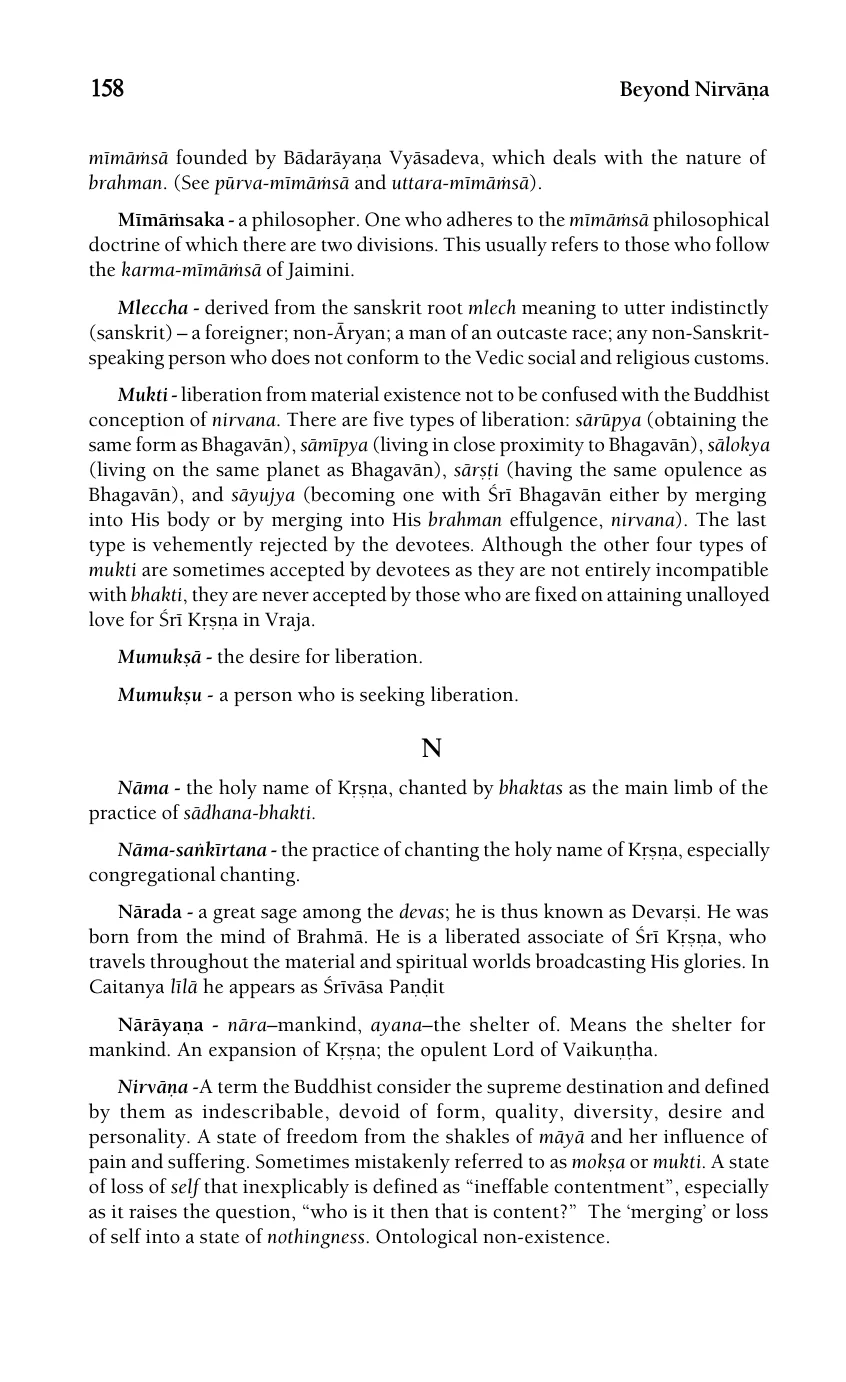 158 Beyond Nirvāṇa
mīmāṁsā founded by Bādarāyaṇa Vyāsadeva, which deals with the nature of
brahman. (See pūrva-mīmāṁsā and uttara-mīmāṁsā).
Mīmāṁsaka - a philosopher. One who adheres to the mīmāṁsā philosophical
doctrine of which there are two divisions. This usually refers to those who follow
the karma-mīmāṁsā of Jaimini.
Mleccha - derived from the sanskrit root mlech meaning to utter indistinctly
(sanskrit) – a foreigner; non-Āryan; a man of an outcaste race; any non-Sanskrit-
speaking person who does not conform to the Vedic social and religious customs.
Mukti - liberation from material existence not to be confused with the Buddhist
conception of nirvana. There are five types of liberation: sārūpya (obtaining the
same form as Bhagavān), sāmīpya (living in close proximity to Bhagavān), sālokya
(living on the same planet as Bhagavān), sārṣṭi (having the same opulence as
Bhagavān), and sāyujya (becoming one with Śrī Bhagavān either by merging
into His body or by merging into His brahman effulgence, nirvana). The last
type is vehemently rejected by the devotees. Although the other four types of
mukti are sometimes accepted by devotees as they are not entirely incompatible
with bhakti, they are never accepted by those who are fixed on attaining unalloyed
love for Śrī Kṛṣṇa in Vraja.
Mumukṣā - the desire for liberation.
Mumukṣu - a person who is seeking liberation.
N
Nāma - the holy name of Kṛṣṇa, chanted by bhaktas as the main limb of the
practice of sādhana-bhakti.
Nāma-saṅkīrtana - the practice of chanting the holy name of Kṛṣṇa, especially
congregational chanting.
Nārada - a great sage among the devas; he is thus known as Devarṣi. He was
born from the mind of Brahmā. He is a liberated associate of Śrī Kṛṣṇa, who
travels throughout the material and spiritual worlds broadcasting His glories. In
Caitanya līlā he appears as Śrīvāsa Paṇḍit
Nārāyaṇa - nāra–mankind, ayana–the shelter of. Means the shelter for
mankind. An expansion of Kṛṣṇa; the opulent Lord of Vaikuṇṭha.
Nirvāṇa -A term the Buddhist consider the supreme destination and defined
by them as indescribable, devoid of form, quality, diversity, desire and
personality. A state of freedom from the shakles of māyā and her influence of
pain and suffering. Sometimes mistakenly referred to as mokṣa or mukti. A state
of loss of self that inexplicably is defined as “ineffable contentment”, especially
as it raises the question, “who is it then that is content?” The ‘merging’ or loss
of self into a state of nothingness. Ontological non-existence.